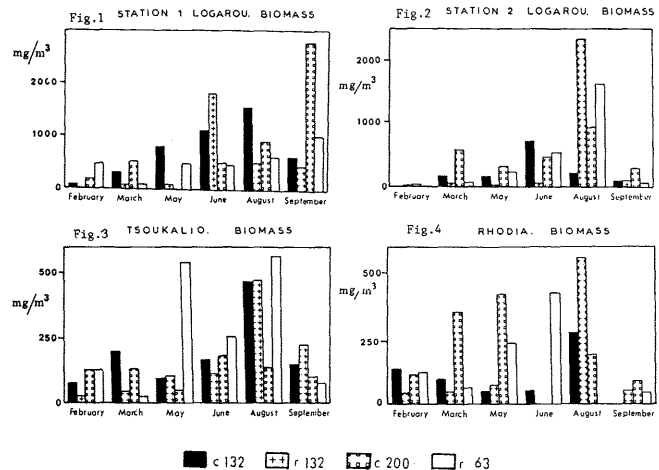 Fig.1 STATION 1 LOGAROU. BIOMASS
mg/m³
2000
1000
0
February March May June August September
Fig.2 STATION 2 LOGAROU. BIOMASS
mg/m³
2000
1000
0
February March May June August September
Fig.3 TSOUKALIO. BIOMASS
mg/m³
500
250
0
February March May June August September
Fig.4 RHODIA. BIOMASS
mg/m³
500
250
0
February March May June August September
c 132 r 132 c 200 r 63